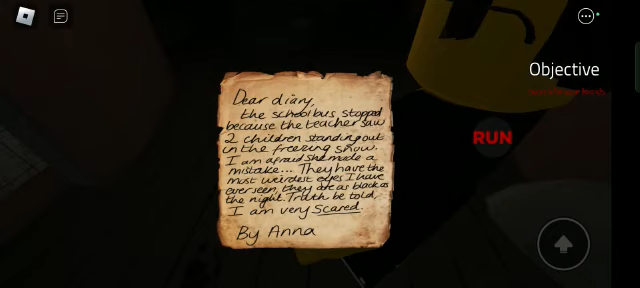 Objective
RUN
Dear diary,
the school bus stopped
because the teacher saw
2 children standing out
in the freezing snow.
I am afraid she made a
mistake... They have the
most weirdest eyes I have
ever seen, they are as black as
the night. Truth be told,
I am very scared.
By Anna